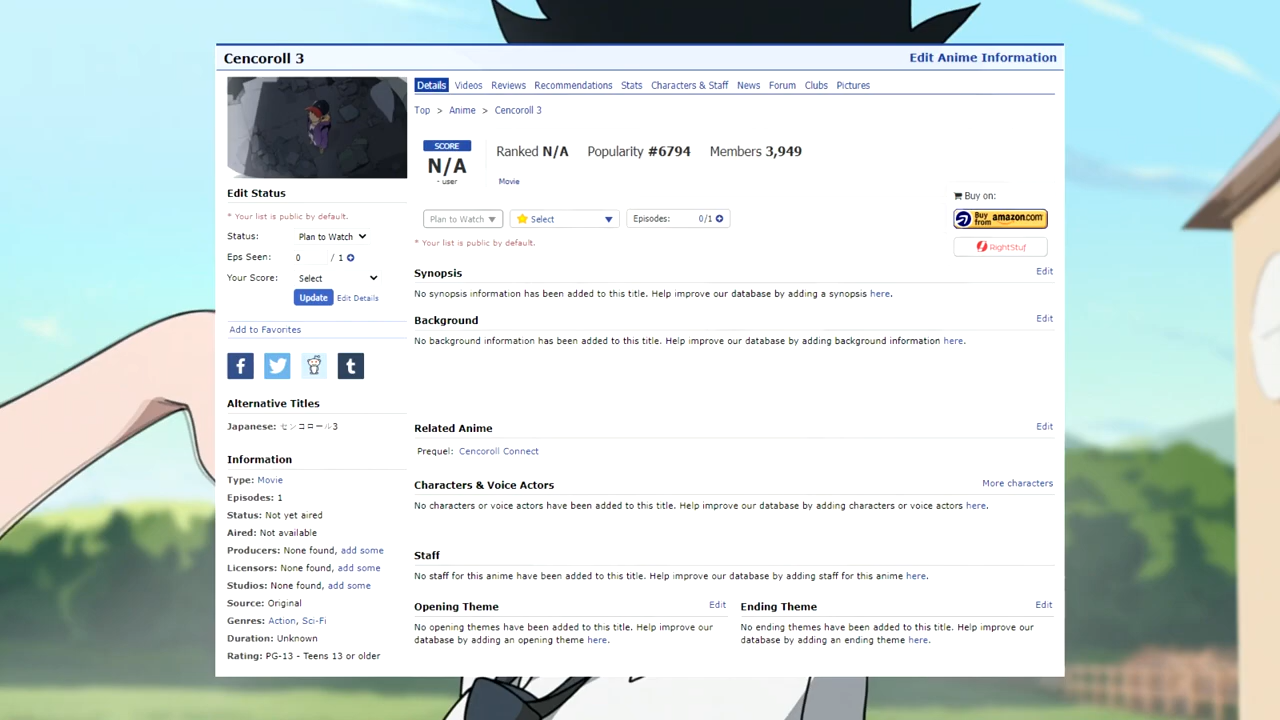 Cencoroll 3
Edit Anime Information
Details Videos Reviews Recommendations Stats Characters & Staff News Forum Clubs Pictures
Top > Anime > Cencoroll 3
SCORE
N/A
- user
Ranked N/A Popularity #6794 Members 3,949
Movie
Buy on:
Buy from amazon.com
RightStuf
Plan to Watch Select Episodes: 0/1
* Your list is public by default.
Edit Status
* Your list is public by default.
Status: Plan to Watch
Eps Seen: 0 / 1
Your Score: Select
Update Edit Details
Add to Favorites
Alternative Titles
Japanese: センコロール3
Information
Type: Movie
Episodes: 1
Status: Not yet aired
Aired: Not available
Producers: None found, add some
Licensors: None found, add some
Studios: None found, add some
Source: Original
Genres: Action, Sci-Fi
Duration: Unknown
Rating: PG-13 - Teens 13 or older
Synopsis Edit
No synopsis information has been added to this title. Help improve our database by adding a synopsis here.
Background Edit
No background information has been added to this title. Help improve our database by adding background information here.
Related Anime Edit
Prequel: Cencoroll Connect
Characters & Voice Actors More characters
No characters or voice actors have been added to this title. Help improve our database by adding characters or voice actors here.
Staff
No staff for this anime have been added to this title. Help improve our database by adding staff for this anime here.
Opening Theme Edit
No opening themes have been added to this title. Help improve our
database by adding an opening theme here.
Ending Theme Edit
No ending themes have been added to this title. Help improve our
database by adding an ending theme here.